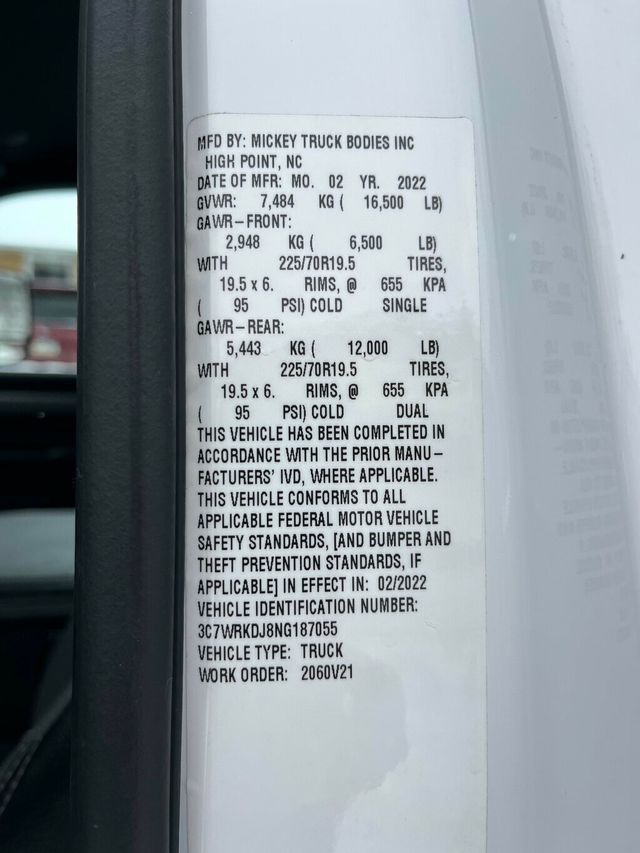 MFD BY: MICKEY TRUCK BODIES INC
HIGH POINT, NC
DATE OF MFR: MO. 02 YR. 2022
GVWR: 7,484 KG ( 16,500 LB)
GAWR-FRONT:
2,948 KG ( 6,500 LB)
WITH 225/70R19.5 TIRES,
19.5 x 6. RIMS, @ 655 KPA
( 95 PSI) COLD SINGLE
GAWR-REAR:
5,443 KG ( 12,000 LB)
WITH 225/70R19.5 TIRES,
19.5 x 6. RIMS, @ 655 KPA
( 95 PSI) COLD DUAL
THIS VEHICLE HAS BEEN COMPLETED IN
ACCORDANCE WITH THE PRIOR MANU-
FACTURERS' IVD, WHERE APPLICABLE.
THIS VEHICLE CONFORMS TO ALL
APPLICABLE FEDERAL MOTOR VEHICLE
SAFETY STANDARDS, [AND BUMPER AND
THEFT PREVENTION STANDARDS, IF
APPLICABLE] IN EFFECT IN: 02/2022
VEHICLE IDENTIFICATION NUMBER:
3C7WRKDJ8NG187055
VEHICLE TYPE: TRUCK
WORK ORDER: 2060V21